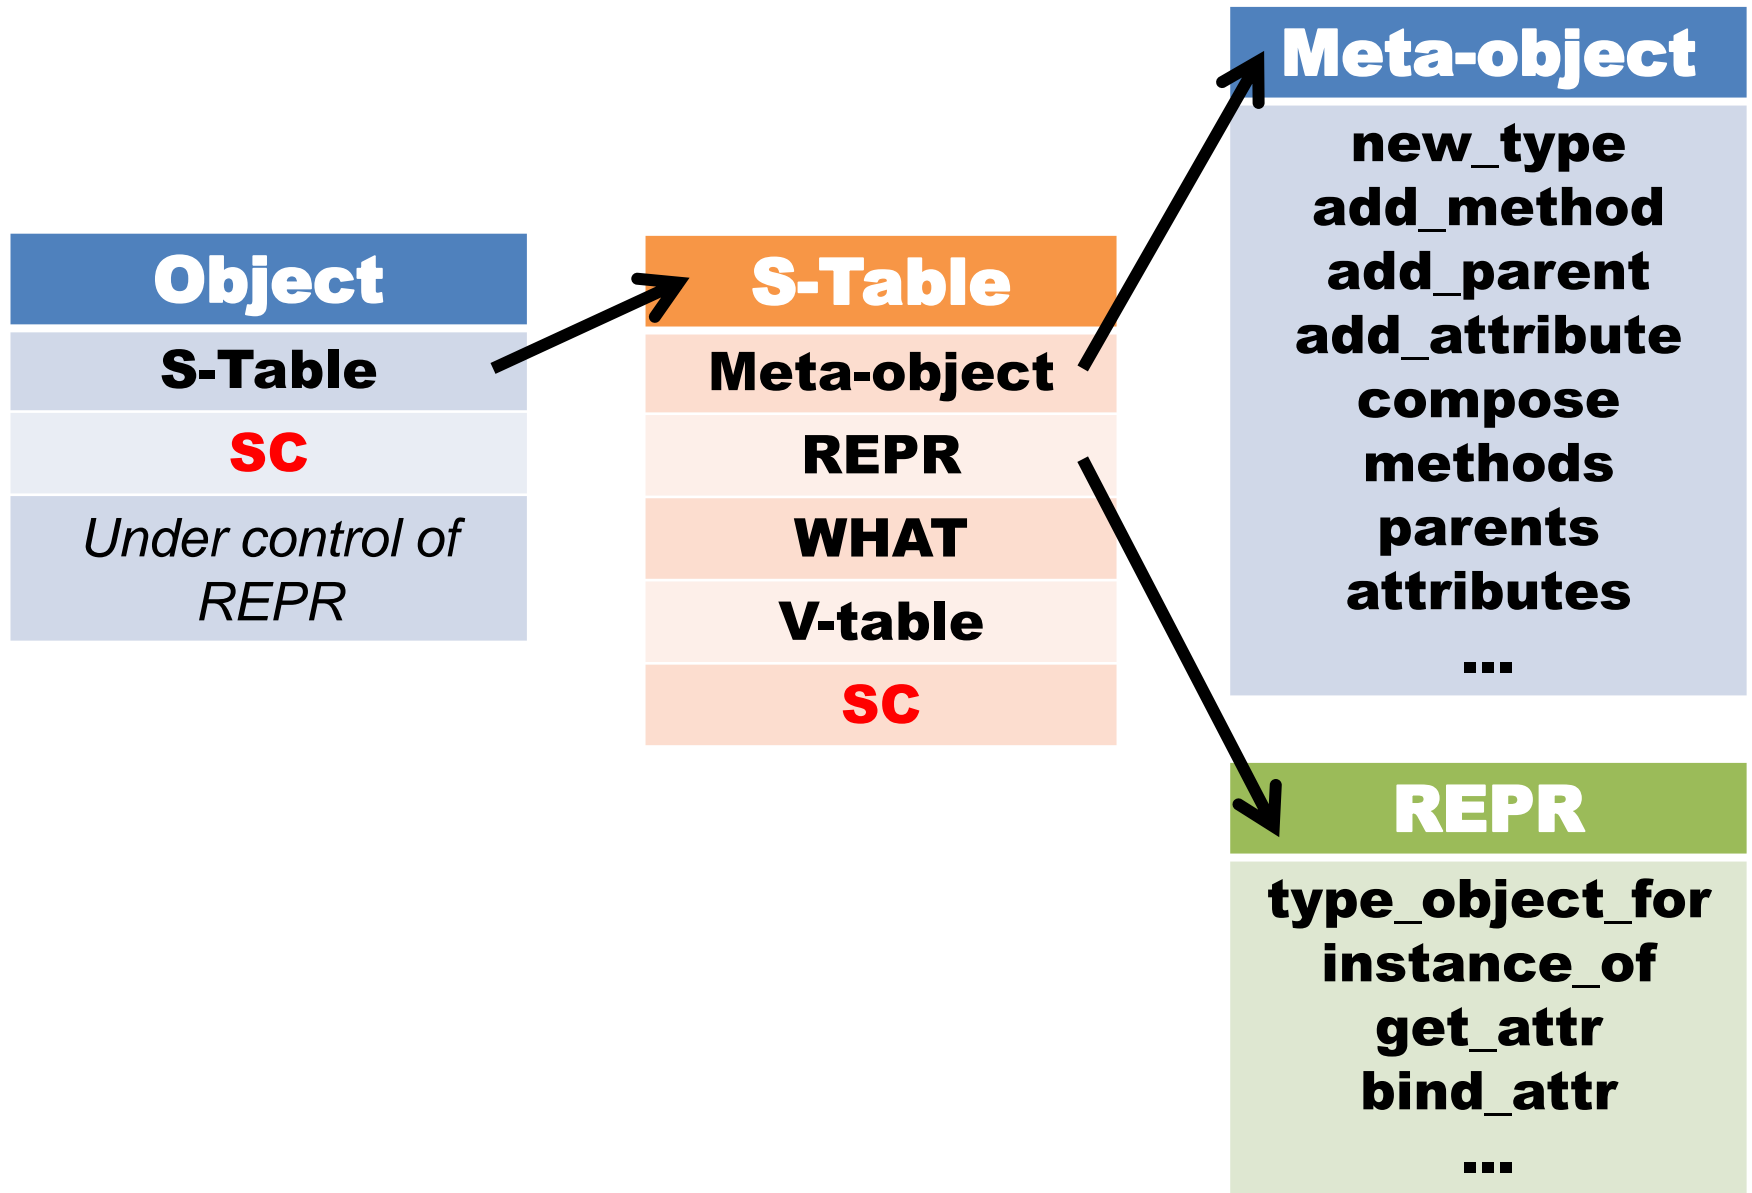 Object
S-Table
SC
Under control of
REPR
S-Table
Meta-object
REPR
WHAT
V-table
SC
Meta-object
new_type
add_method
add_parent
add_attribute
compose
methods
parents
attributes
...
REPR
type_object_for
instance_of
get_attr
bind_attr
...